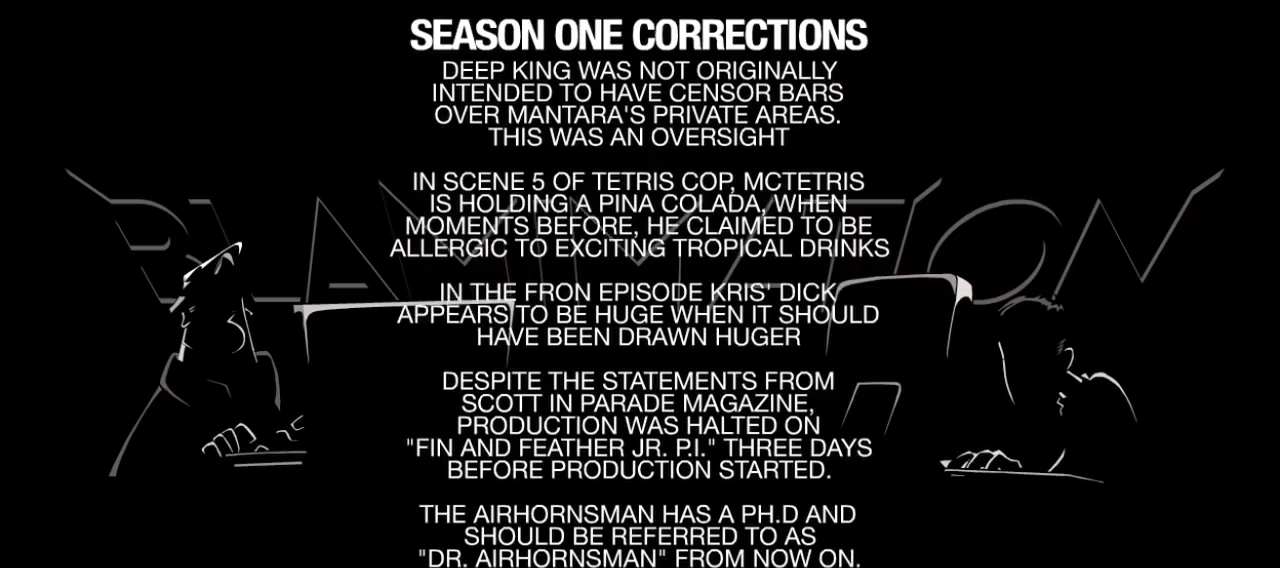 SEASON ONE CORRECTIONS
DEEP KING WAS NOT ORIGINALLY
INTENDED TO HAVE CENSOR BARS
OVER MANTARA'S PRIVATE AREAS.
THIS WAS AN OVERSIGHT
IN SCENE 5 OF TETRIS COP, MCTETRIS
IS HOLDING A PINA COLADA, WHEN
MOMENTS BEFORE, HE CLAIMED TO BE
ALLERGIC TO EXCITING TROPICAL DRINKS
IN THE FRON EPISODE KRIS' DICK
APPEARS TO BE HUGE WHEN IT SHOULD
HAVE BEEN DRAWN HUGER
DESPITE THE STATEMENTS FROM
SCOTT IN PARADE MAGAZINE,
PRODUCTION WAS HALTED ON
"FIN AND FEATHER JR. P.I." THREE DAYS
BEFORE PRODUCTION STARTED.
THE AIRHORNSMAN HAS A PH.D AND
SHOULD BE REFERRED TO AS
"DR. AIRHORNSMAN" FROM NOW ON.